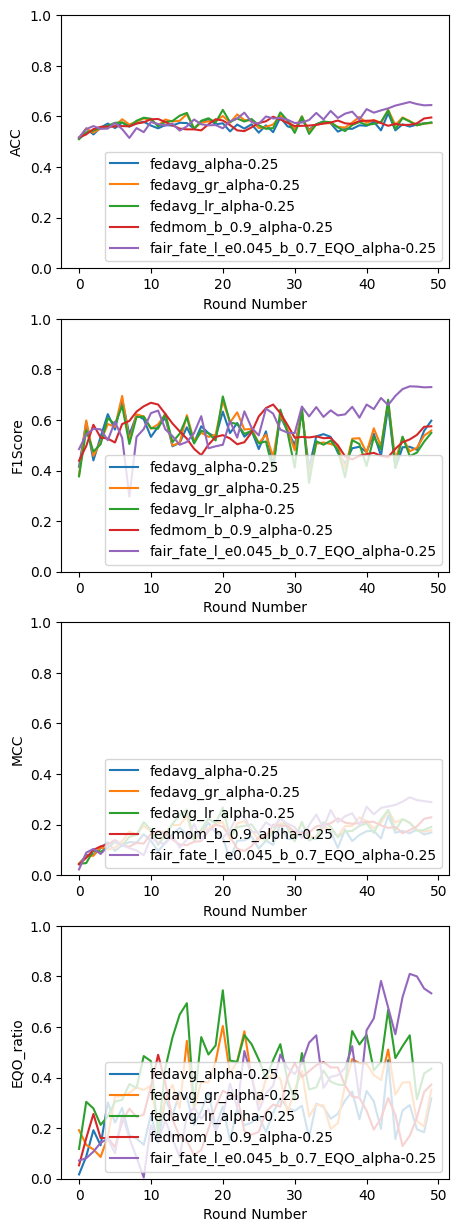 1.0
0.8
0.6
0.4
0.2
0.0
ACC
fedavg_alpha-0.25
fedavg_gr_alpha-0.25
fedavg_lr_alpha-0.25
fedmom_b_0.9_alpha-0.25
fair_fate_l_e0.045_b_0.7_EQO_alpha-0.25
0 10 20 30 40 50
Round Number
1.0
0.8
0.6
0.4
0.2
0.0
F1Score
fedavg_alpha-0.25
fedavg_gr_alpha-0.25
fedavg_lr_alpha-0.25
fedmom_b_0.9_alpha-0.25
fair_fate_l_e0.045_b_0.7_EQO_alpha-0.25
0 10 20 30 40 50
Round Number
1.0
0.8
0.6
0.4
0.2
0.0
MCC
fedavg_alpha-0.25
fedavg_gr_alpha-0.25
fedavg_lr_alpha-0.25
fedmom_b_0.9_alpha-0.25
fair_fate_l_e0.045_b_0.7_EQO_alpha-0.25
0 10 20 30 40 50
Round Number
1.0
0.8
0.6
0.4
0.2
0.0
EQO_ratio
fedavg_alpha-0.25
fedavg_gr_alpha-0.25
fedavg_lr_alpha-0.25
fedmom_b_0.9_alpha-0.25
fair_fate_l_e0.045_b_0.7_EQO_alpha-0.25
0 10 20 30 40 50
Round Number